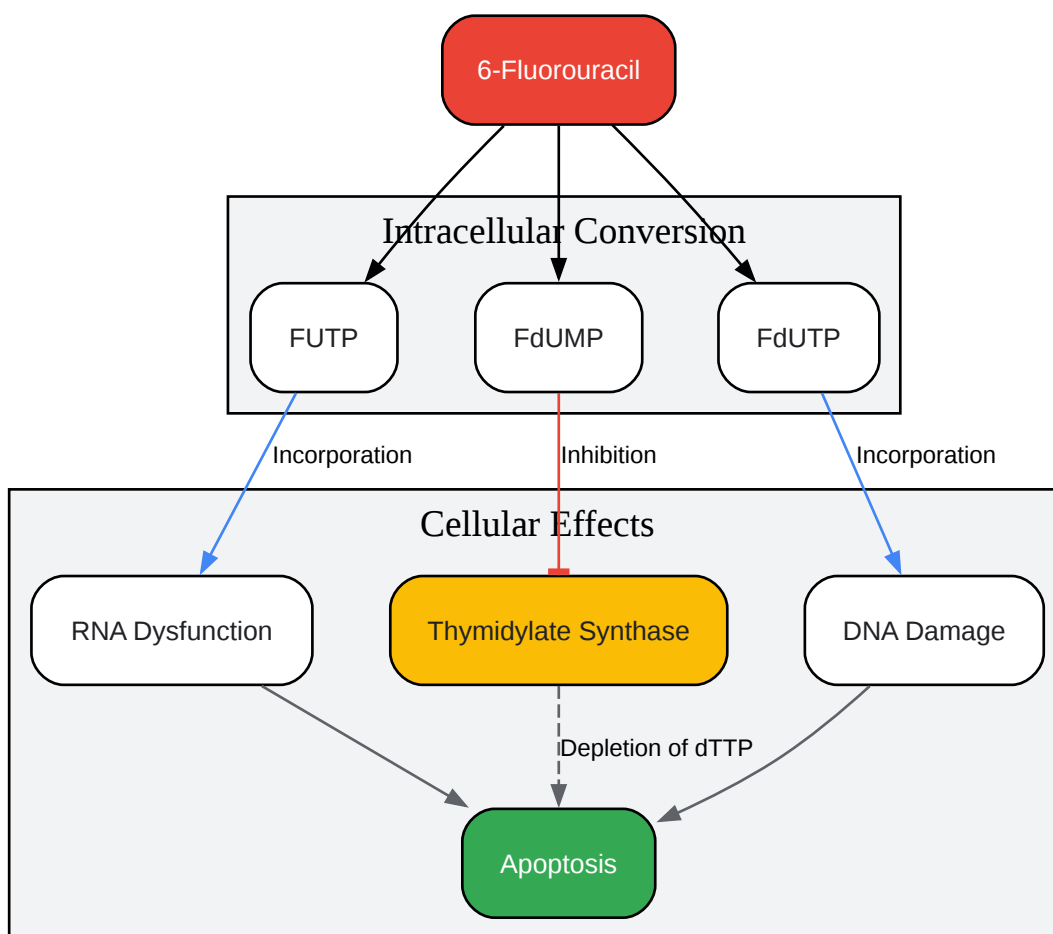 6-Fluorouracil
Intracellular Conversion
FUTP
FdUMP
FdUTP
Incorporation
Inhibition
Incorporation
Cellular Effects
RNA Dysfunction
Thymidylate Synthase
DNA Damage
Depletion of dTTP
Apoptosis